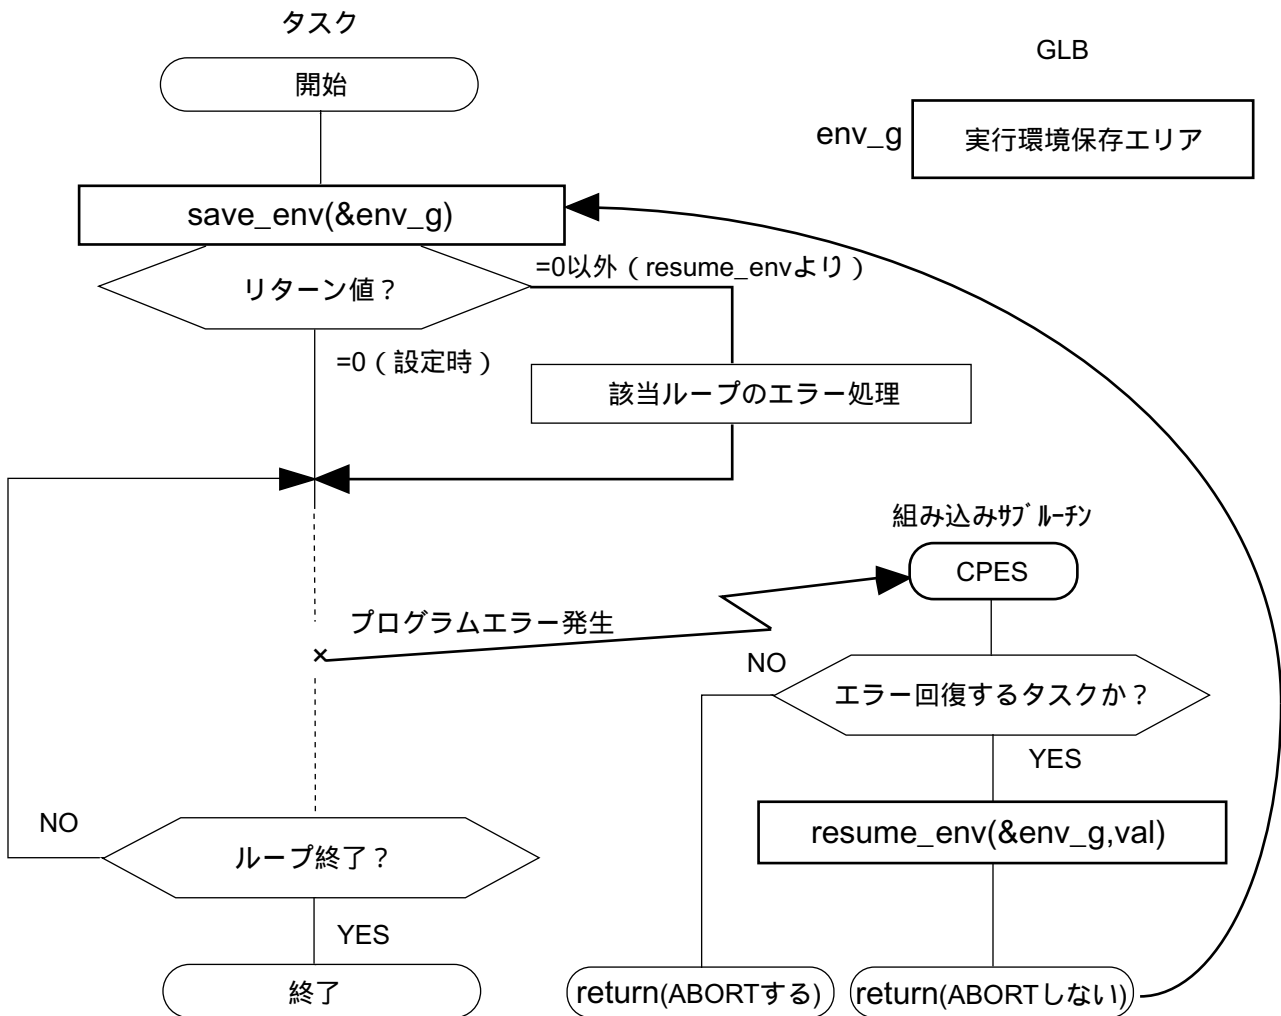 タスク
GLB
開始
env_g
実行環境保存エリア
save_env(&env_g)
リターン値？
=0以外（resume_envより）
=0（設定時）
該当ループのエラー処理
組み込みｻﾌﾞﾙｰﾁﾝ
CPES
プログラムエラー発生
×
NO
エラー回復するタスクか？
YES
NO
resume_env(&env_g,val)
ループ終了？
YES
終了
return(ABORTする)
return(ABORTしない)